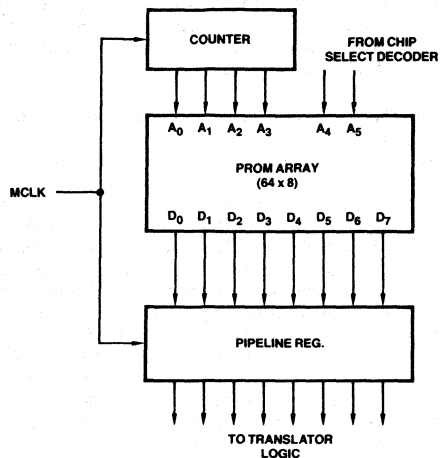 COUNTER
FROM CHIP
SELECT DECODER
A0 A1 A2 A3 A4 A5
PROM ARRAY
(64 x 8)
MCLK
D0 D1 D2 D3 D4 D5 D6 D7
PIPELINE REG.
TO TRANSLATOR
LOGIC